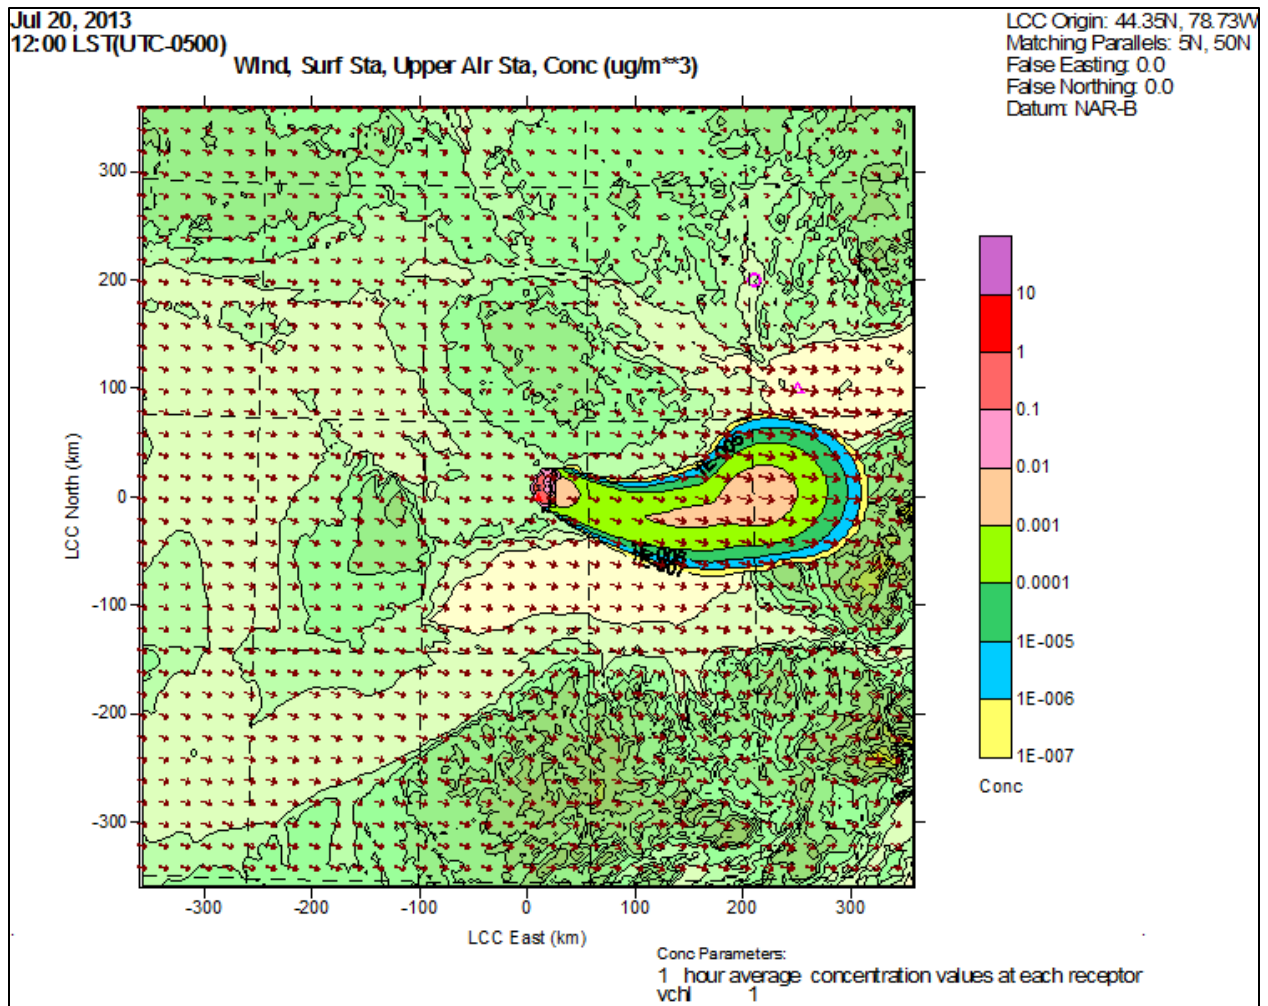 Jul 20, 2013
12:00 LST(UTC-0500)
Wind, Surf Sta, Upper Air Sta, Conc (ug/m**3)
LCC Origin: 44.35N, 78.73W
Matching Parallels: 5N, 50N
False Easting: 0.0
False Northing: 0.0
Datum: NAR-B
300
200
100
0
-100
-200
-300
LCC North (km)
1E-006
-300
-200
-100
0
100
200
300
LCC East (km)
10
1
0.1
0.01
0.001
0.0001
1E-005
1E-006
1E-007
Conc
Conc Parameters:
1 hour average concentration values at each receptor
vchl 1